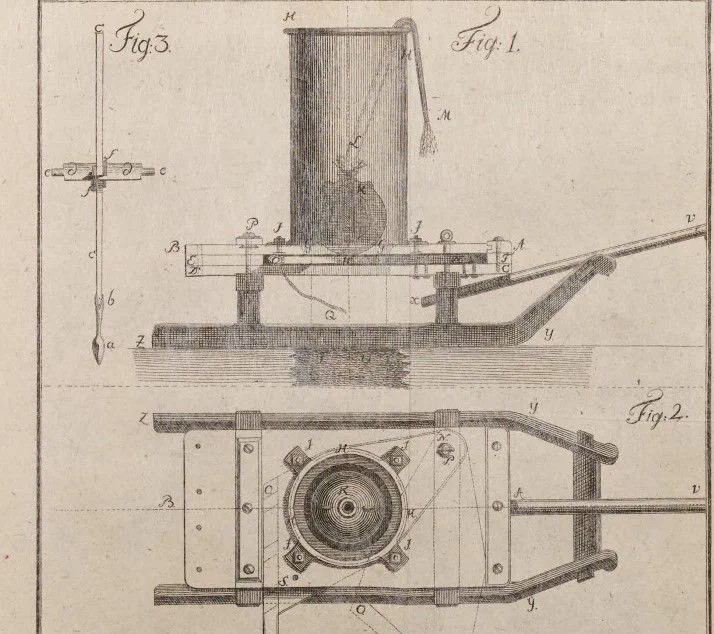 Fig: 3.
c
f
e
d
d
e
f
c
b
a
Fig: 1.
H
H
M
L
K
P
I
I
B
A
G
G
E
F
D
C
H
Q
x
v
Z
y
Fig: 2.
Z
y
I
H
I
N
P
C
K
B
H
k
v
I
I
S
O
y.